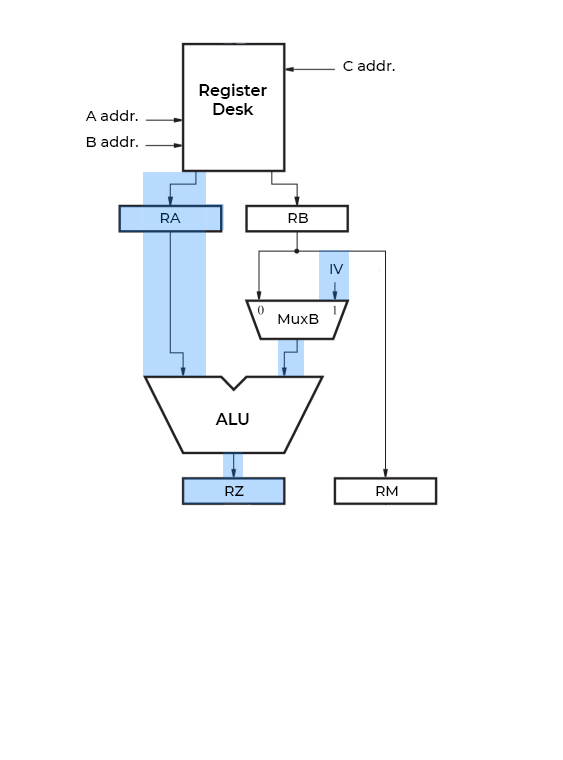 Register
Desk
C addr.
A addr.
B addr.
RA
RB
IV
0
1
MuxB
ALU
RZ
RM